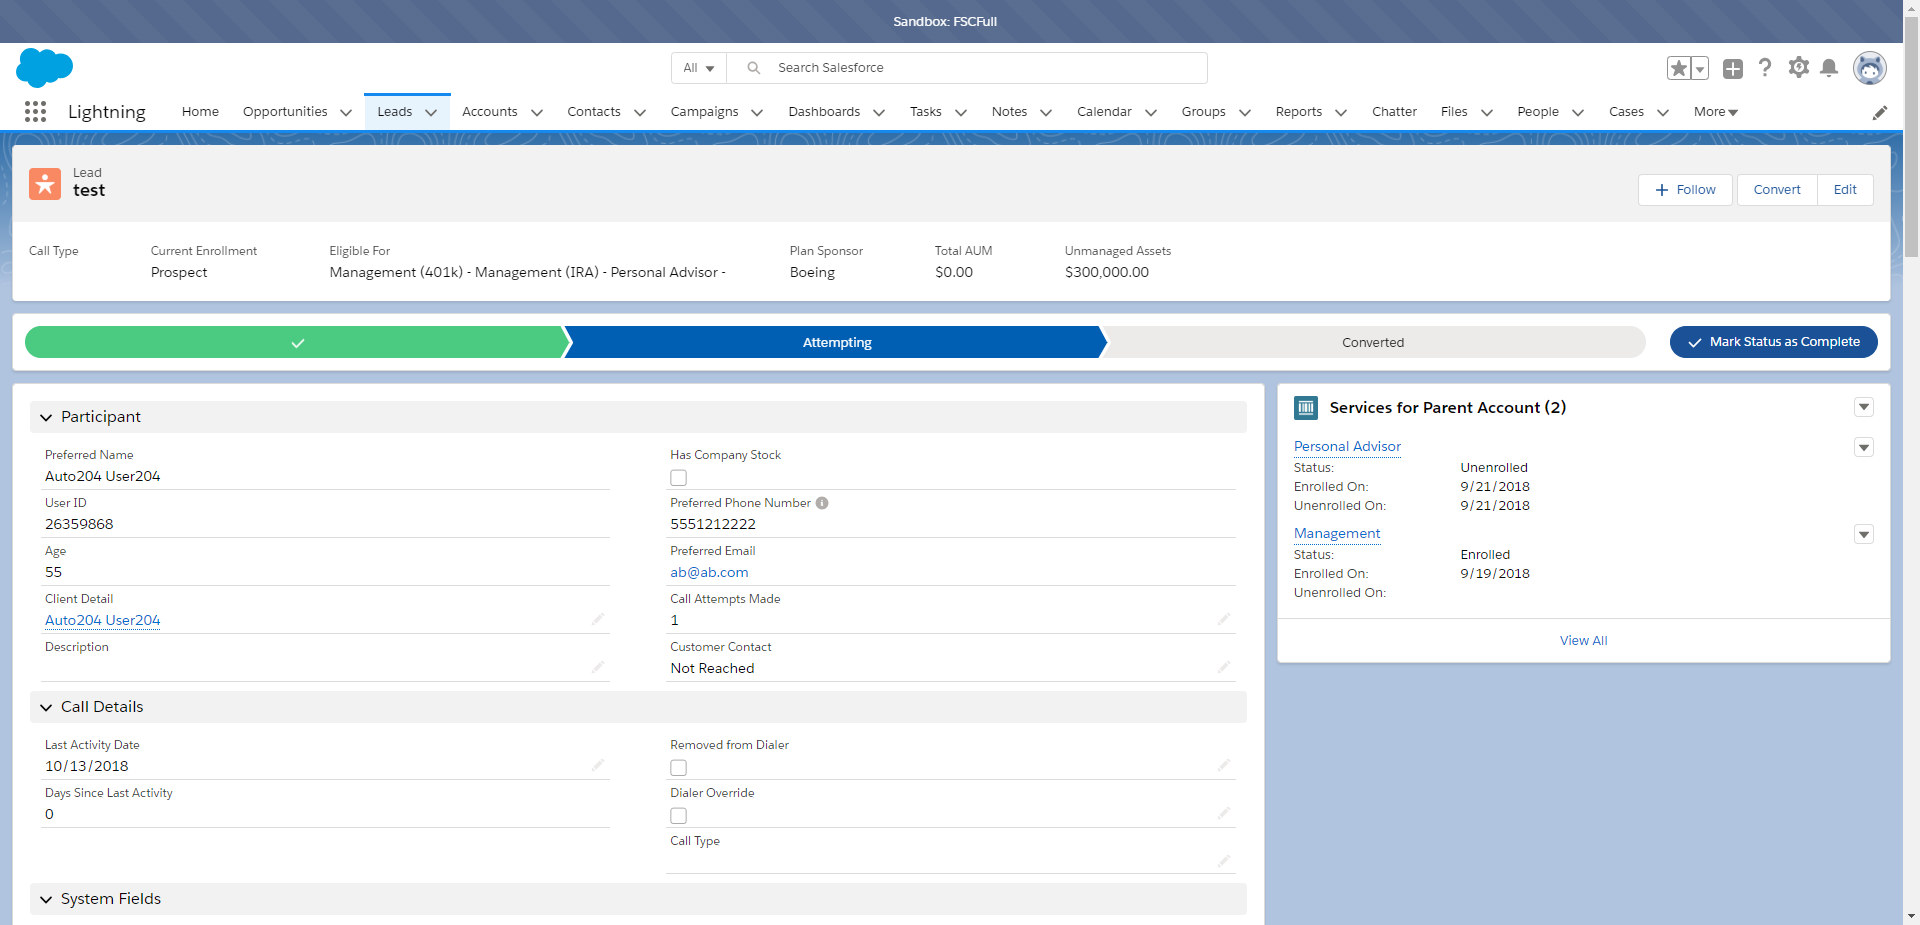 Sandbox: FSCFull
All
Search Salesforce
Lightning
Home Opportunities Leads Accounts Contacts Campaigns Dashboards Tasks Notes Calendar Groups Reports Chatter Files People Cases More
Lead
test
Follow Convert Edit
Call Type Current Enrollment Eligible For Plan Sponsor Total AUM Unmanaged Assets
Prospect Management (401k) - Management (IRA) - Personal Advisor - Boeing $0.00 $300,000.00
Attempting Converted Mark Status as Complete
Participant
Preferred Name
Auto204 User204
Has Company Stock
User ID
26359868
Preferred Phone Number
5551212222
Age
55
Preferred Email
ab@ab.com
Client Detail
Auto204 User204
Call Attempts Made
1
Description
Customer Contact
Not Reached
Call Details
Last Activity Date
10/13/2018
Removed from Dialer
Days Since Last Activity
0
Dialer Override
Call Type
System Fields
Services for Parent Account (2)
Personal Advisor
Status: Unenrolled
Enrolled On: 9/21/2018
Unenrolled On: 9/21/2018
Management
Status: Enrolled
Enrolled On: 9/19/2018
Unenrolled On:
View All